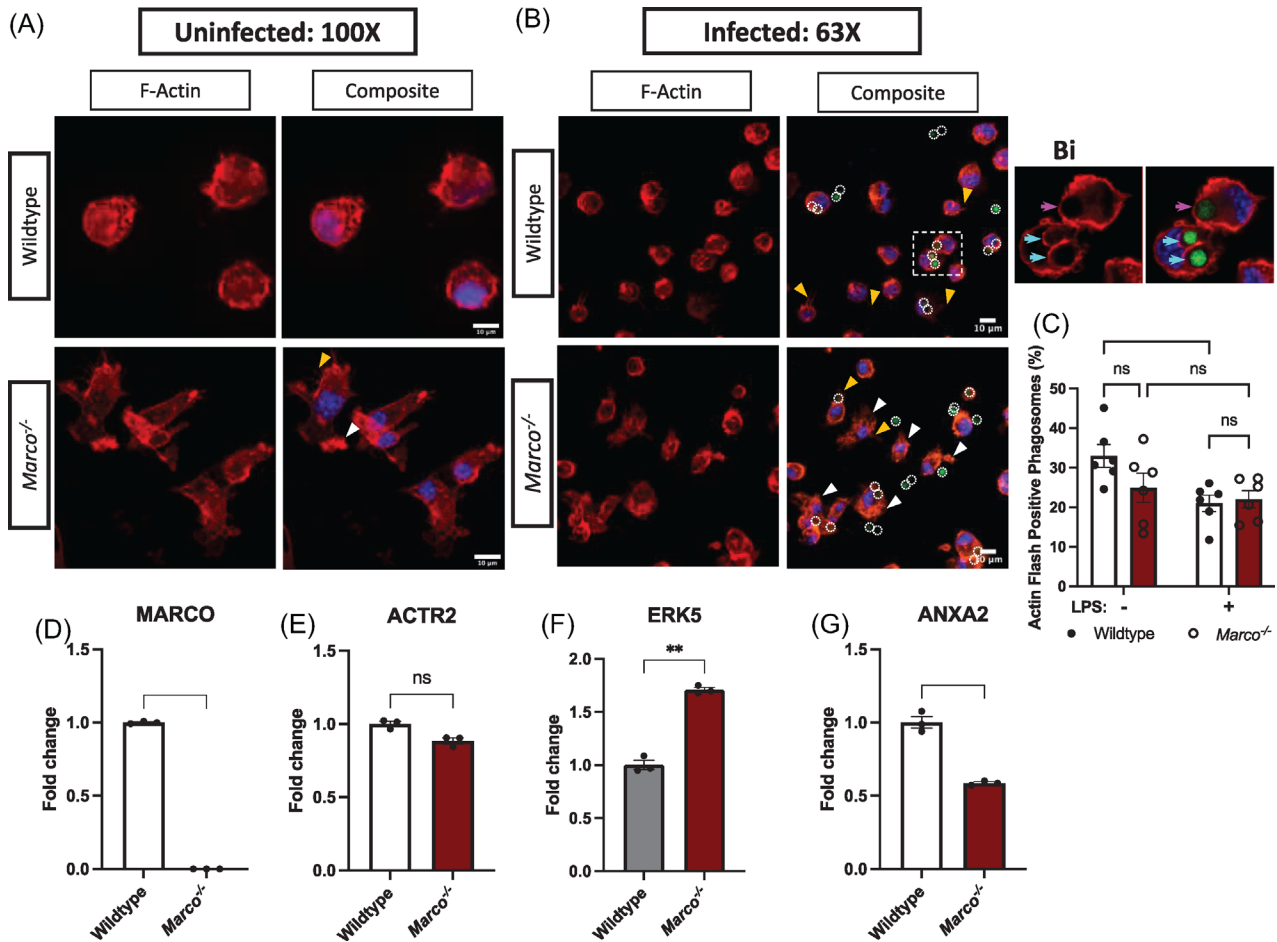 (A)
Uninfected: 100X
F-Actin
Composite
Wildtype
10 µm
Marco-/-
10 µm
(B)
Infected: 63X
F-Actin
Composite
Wildtype
10 µm
Marco-/-
10 µm
Bi
(C)
Actin Flash Positive Phagosomes (%)
50
40
30
20
10
0
ns
ns
ns
LPS:
-
+
Wildtype
Marco-/-
(D)
MARCO
Fold change
1.5
1.0
0.5
0.0
Wildtype
Marco-/-
(E)
ACTR2
Fold change
1.5
1.0
0.5
0.0
ns
Wildtype
Marco-/-
(F)
ERK5
Fold change
2.0
1.5
1.0
0.5
0.0
**
Wildtype
Marco-/-
(G)
ANXA2
Fold change
1.5
1.0
0.5
0.0
Wildtype
Marco-/-